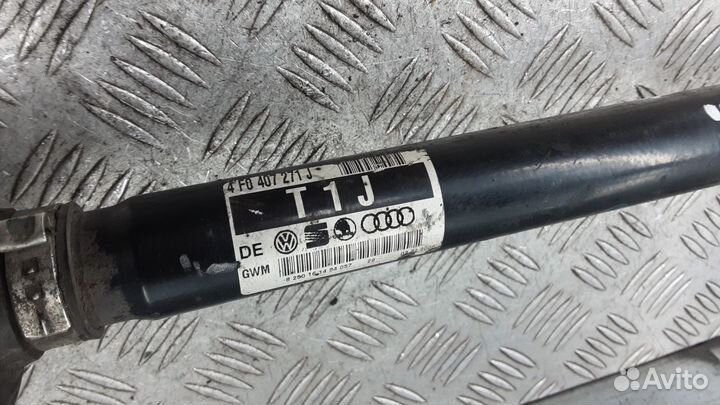 4F0 407 271 J
T1J
DE
GWM
Avito